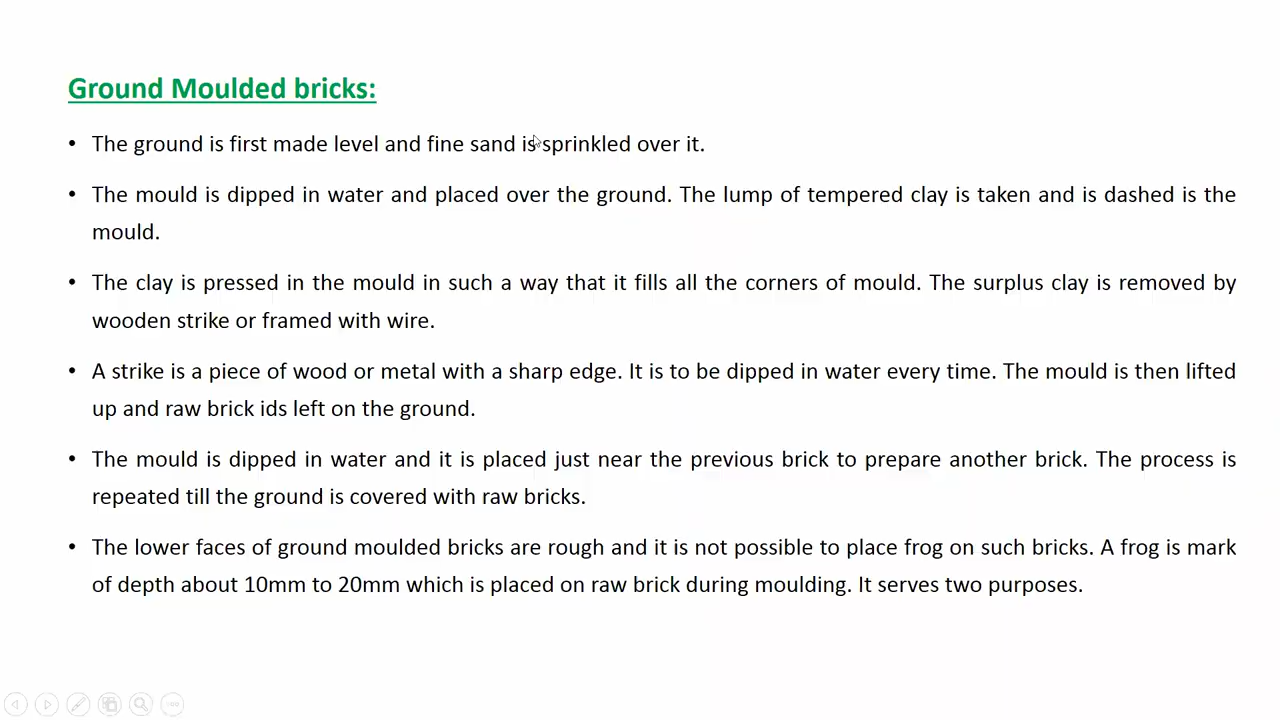 Ground Moulded bricks:
• The ground is first made level and fine sand is sprinkled over it.
• The mould is dipped in water and placed over the ground. The lump of tempered clay is taken and is dashed is the
mould.
• The clay is pressed in the mould in such a way that it fills all the corners of mould. The surplus clay is removed by
wooden strike or framed with wire.
• A strike is a piece of wood or metal with a sharp edge. It is to be dipped in water every time. The mould is then lifted
up and raw brick ids left on the ground.
• The mould is dipped in water and it is placed just near the previous brick to prepare another brick. The process is
repeated till the ground is covered with raw bricks.
• The lower faces of ground moulded bricks are rough and it is not possible to place frog on such bricks. A frog is mark
of depth about 10mm to 20mm which is placed on raw brick during moulding. It serves two purposes.